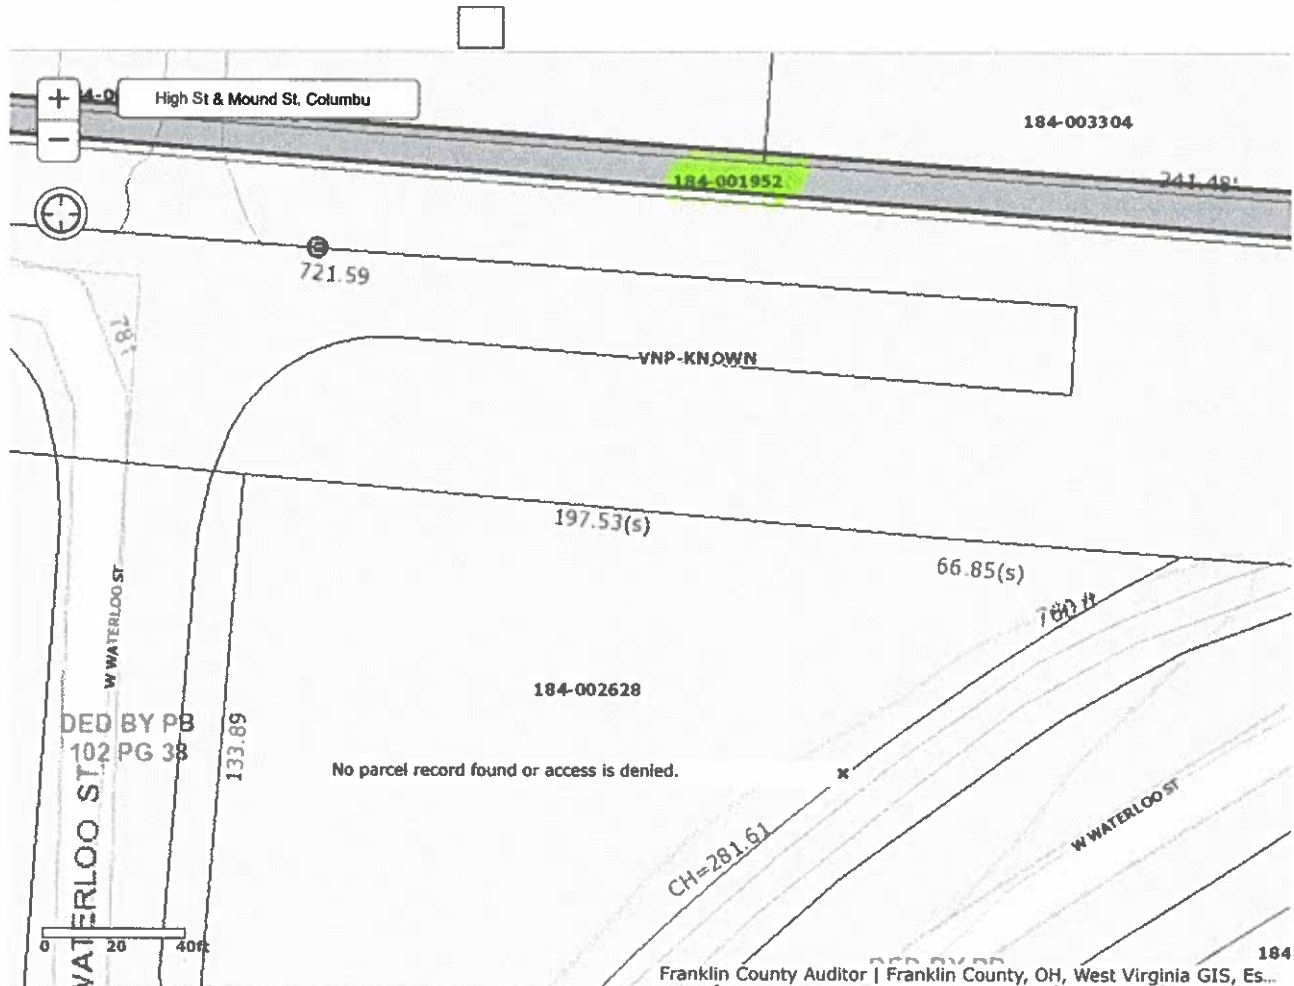 +
High St & Mound St, Columbu
−
184-003304
184-001952
341.48'
721.59
VNP-KNOWN
197.53(s)
66.85(s)
W WATERLOO ST
184-002628
DED BY PB
102 PG 38
133.89
No parcel record found or access is denied.
×
CH=281.61
W WATERLOO ST
WATERLOO ST
0 20 40ft
184
Franklin County Auditor | Franklin County, OH, West Virginia GIS, Es...